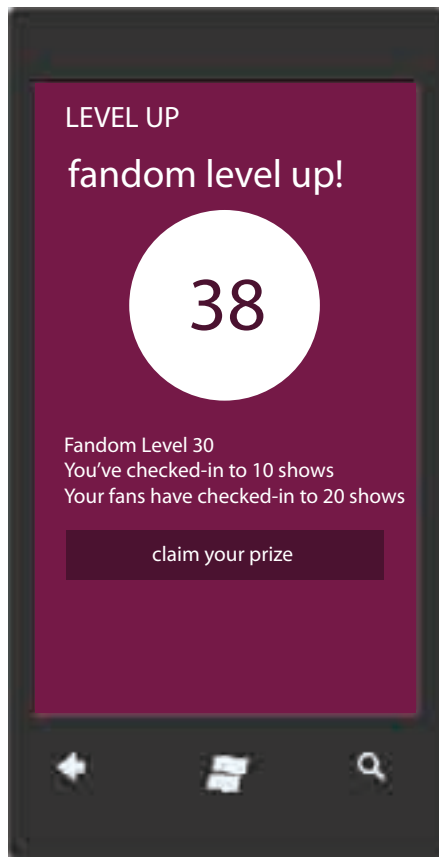 LEVEL UP
fandom level up!
38
Fandom Level 30
You've checked-in to 10 shows
Your fans have checked-in to 20 shows
claim your prize